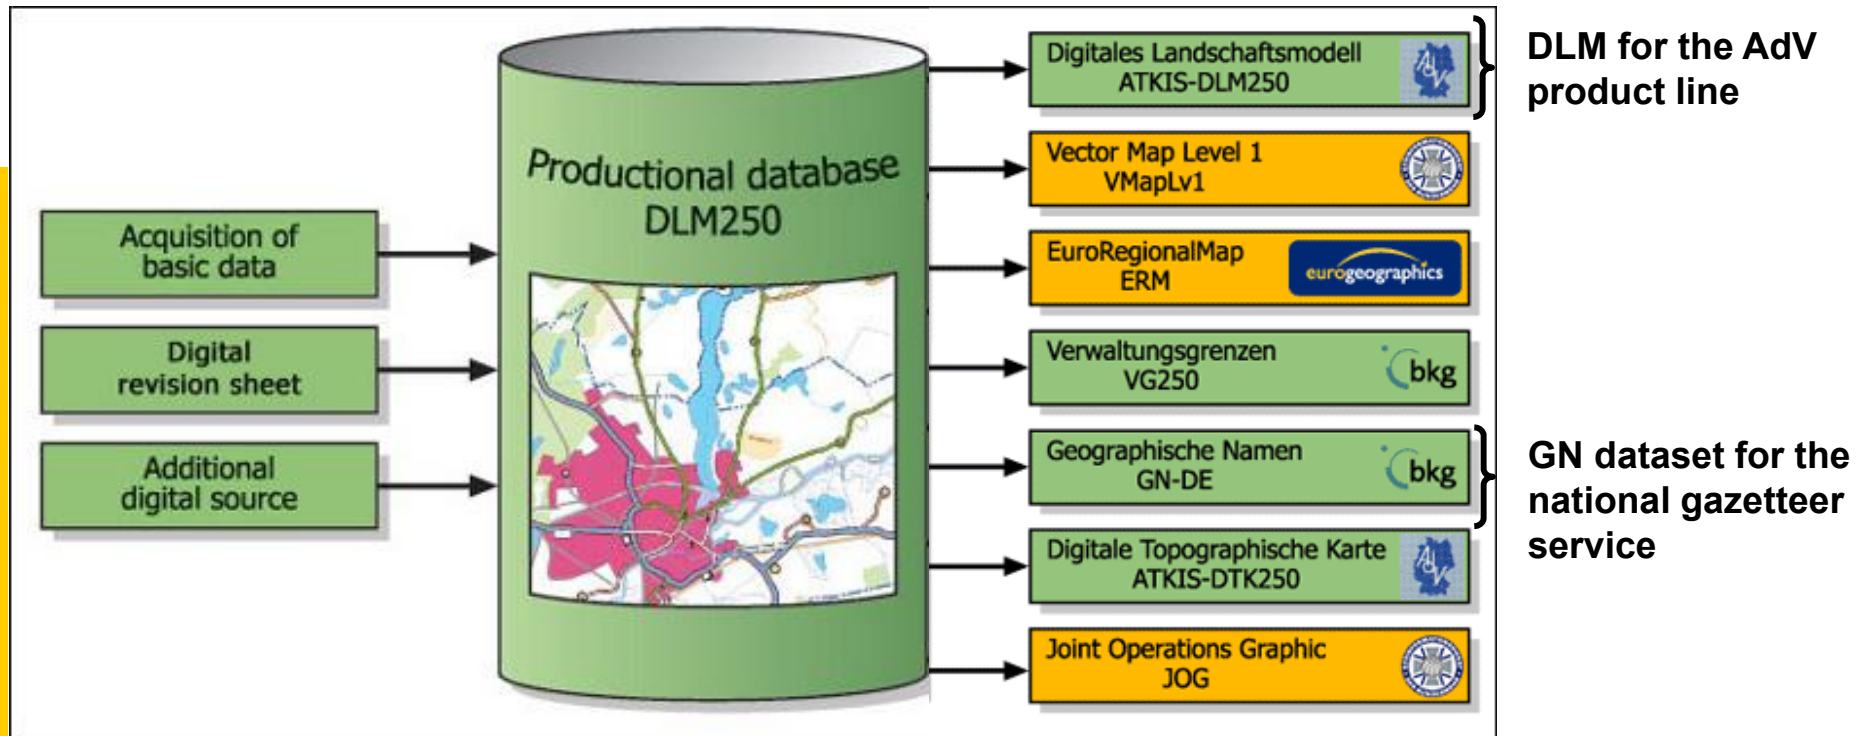 Acquisition of
basic data
Digital
revision sheet
Additional
digital source
Productional database
DLM250
Digitales Landschaftsmodell
ATKIS-DLM250
AdV
Vector Map Level 1
VMapLv1
EuroRegionalMap
ERM
eurogeographics
Verwaltungsgrenzen
VG250
bkg
Geographische Namen
GN-DE
bkg
Digitale Topographische Karte
ATKIS-DTK250
AdV
Joint Operations Graphic
JOG
DLM for the AdV
product line
GN dataset for the
national gazetteer
service